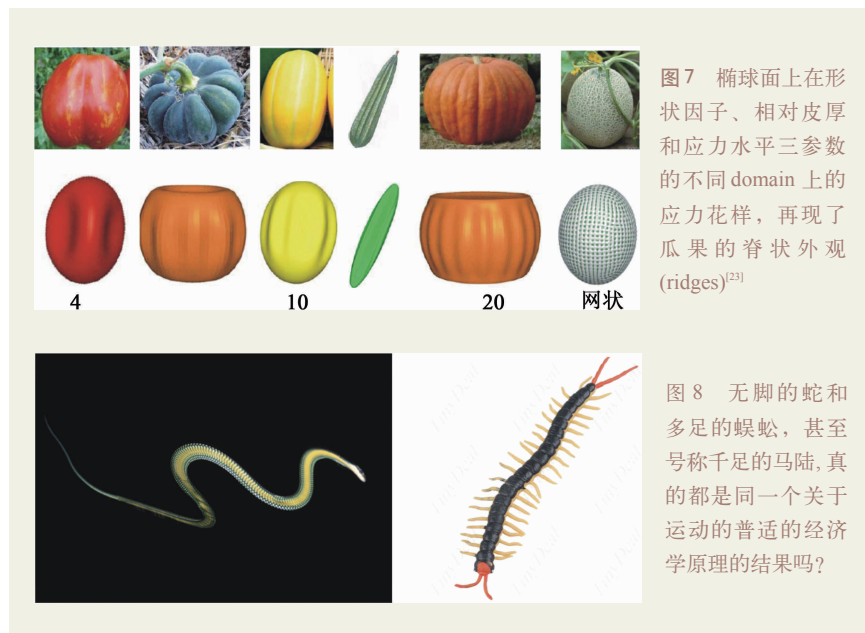 图7 椭球面上在形
状因子、相对皮厚
和应力水平三参数
的不同domain 上的
应力花样，再现了
瓜果的脊状外观
(ridges)[23]
4 10 20 网状
图8 无脚的蛇和
多足的蜈蚣，甚至
号称千足的马陆,真
的都是同一个关于
运动的普适的经济
学原理的结果吗?